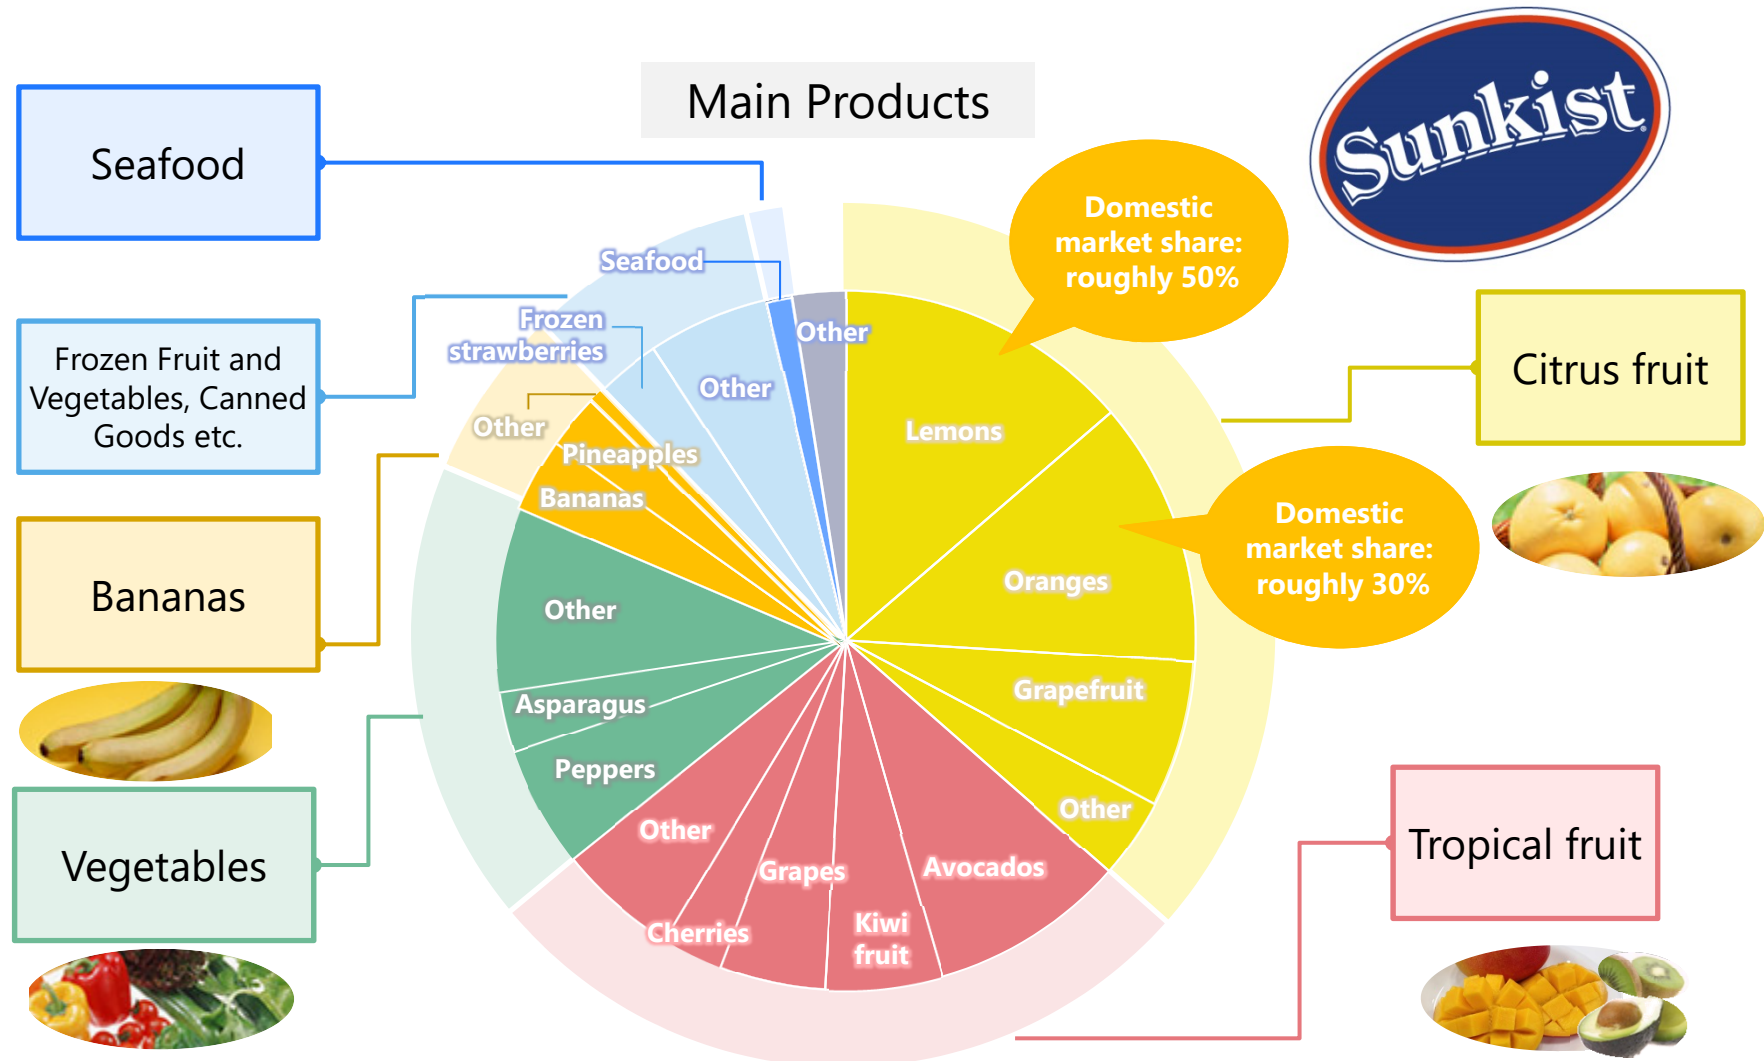 Main Products
Sunkist
Seafood
Frozen Fruit and
Vegetables, Canned
Goods etc.
Bananas
Vegetables
Citrus fruit
Tropical fruit
Domestic
market share:
roughly 50%
Domestic
market share:
roughly 30%
Lemons
Oranges
Grapefruit
Other
Avocados
Kiwi
fruit
Grapes
Cherries
Other
Peppers
Asparagus
Other
Bananas
Pineapples
Other
Frozen
strawberries
Other
Seafood
Other